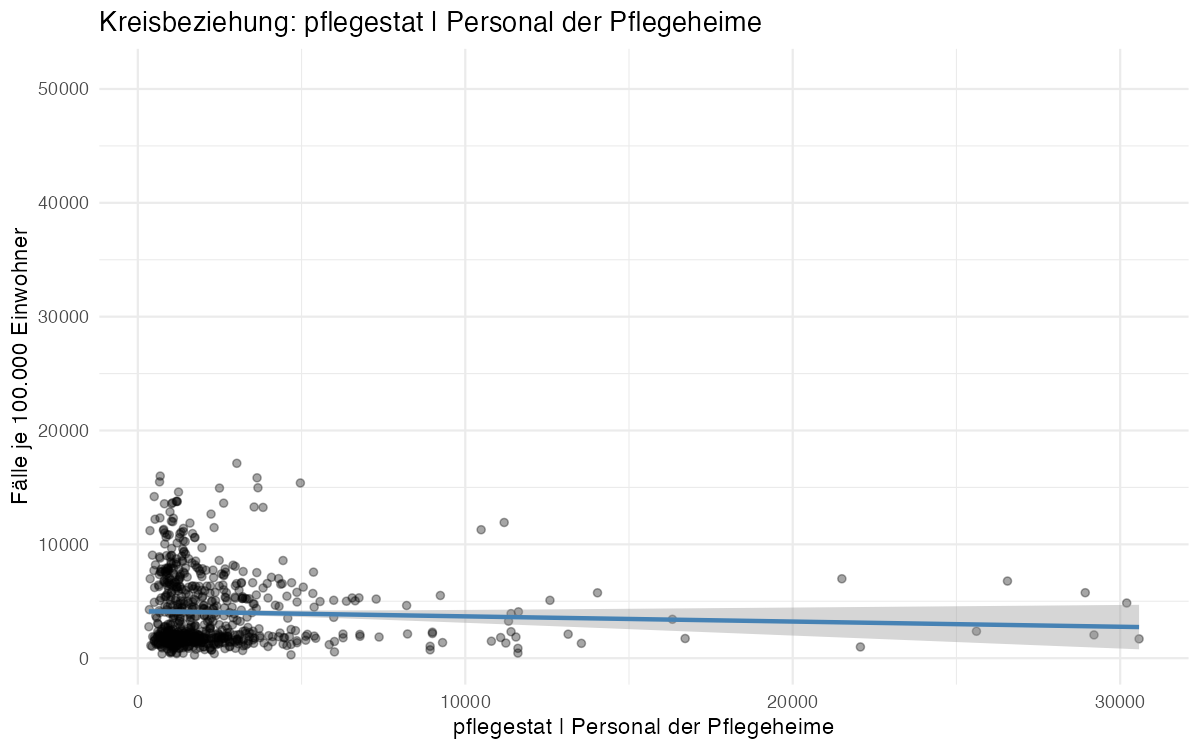 Kreisbeziehung: pflegestat | Personal der Pflegeheime
Fälle je 100.000 Einwohner
50000
40000
30000
20000
10000
0
0 10000 20000 30000
pflegestat | Personal der Pflegeheime